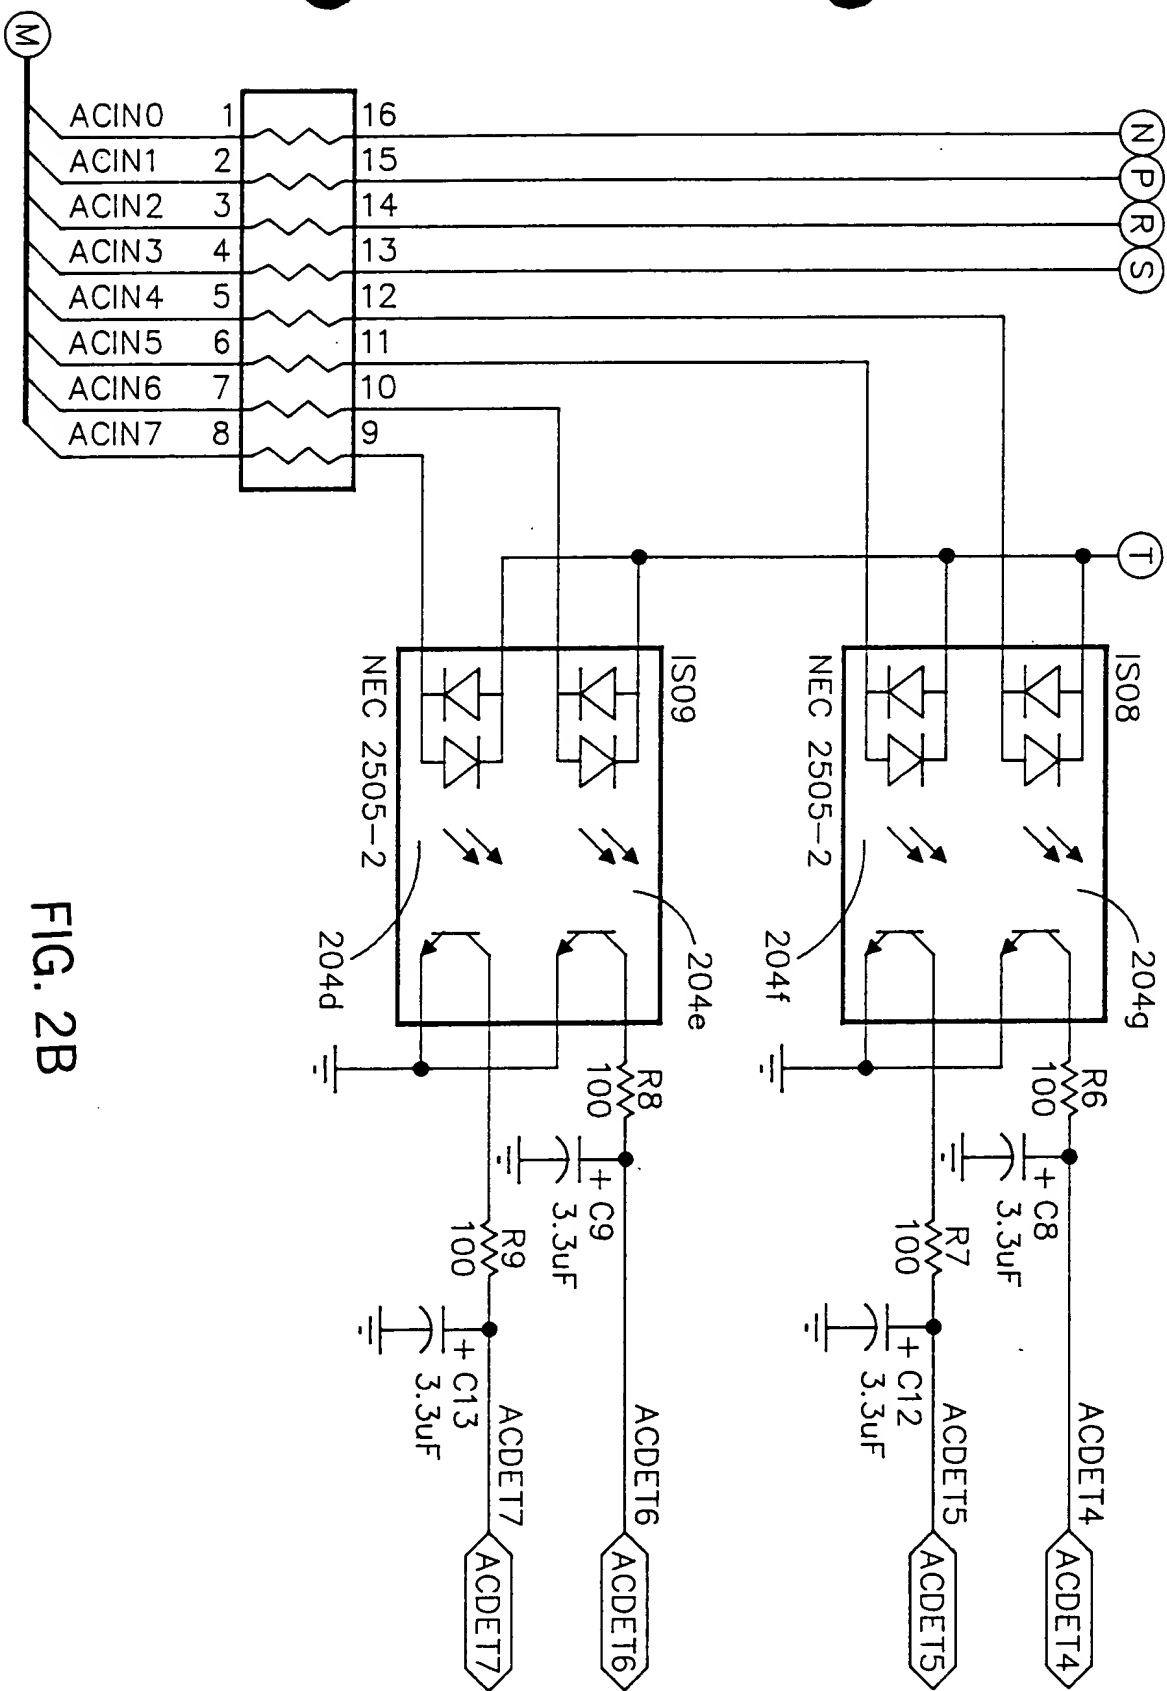 M
ACIN0 1 16 N
ACIN1 2 15 P
ACIN2 3 14 R
ACIN3 4 13 S
ACIN4 5 12
ACIN5 6 11
ACIN6 7 10
ACIN7 8 9
T
IS08
NEC 2505-2
204g
204f
R6
100
+ C8
3.3uF
R7
100
+ C12
3.3uF
ACDET4
ACDET4
ACDET5
ACDET5
IS09
NEC 2505-2
204e
204d
R8
100
+ C9
3.3uF
R9
100
+ C13
3.3uF
ACDET6
ACDET6
ACDET7
ACDET7
FIG. 2B